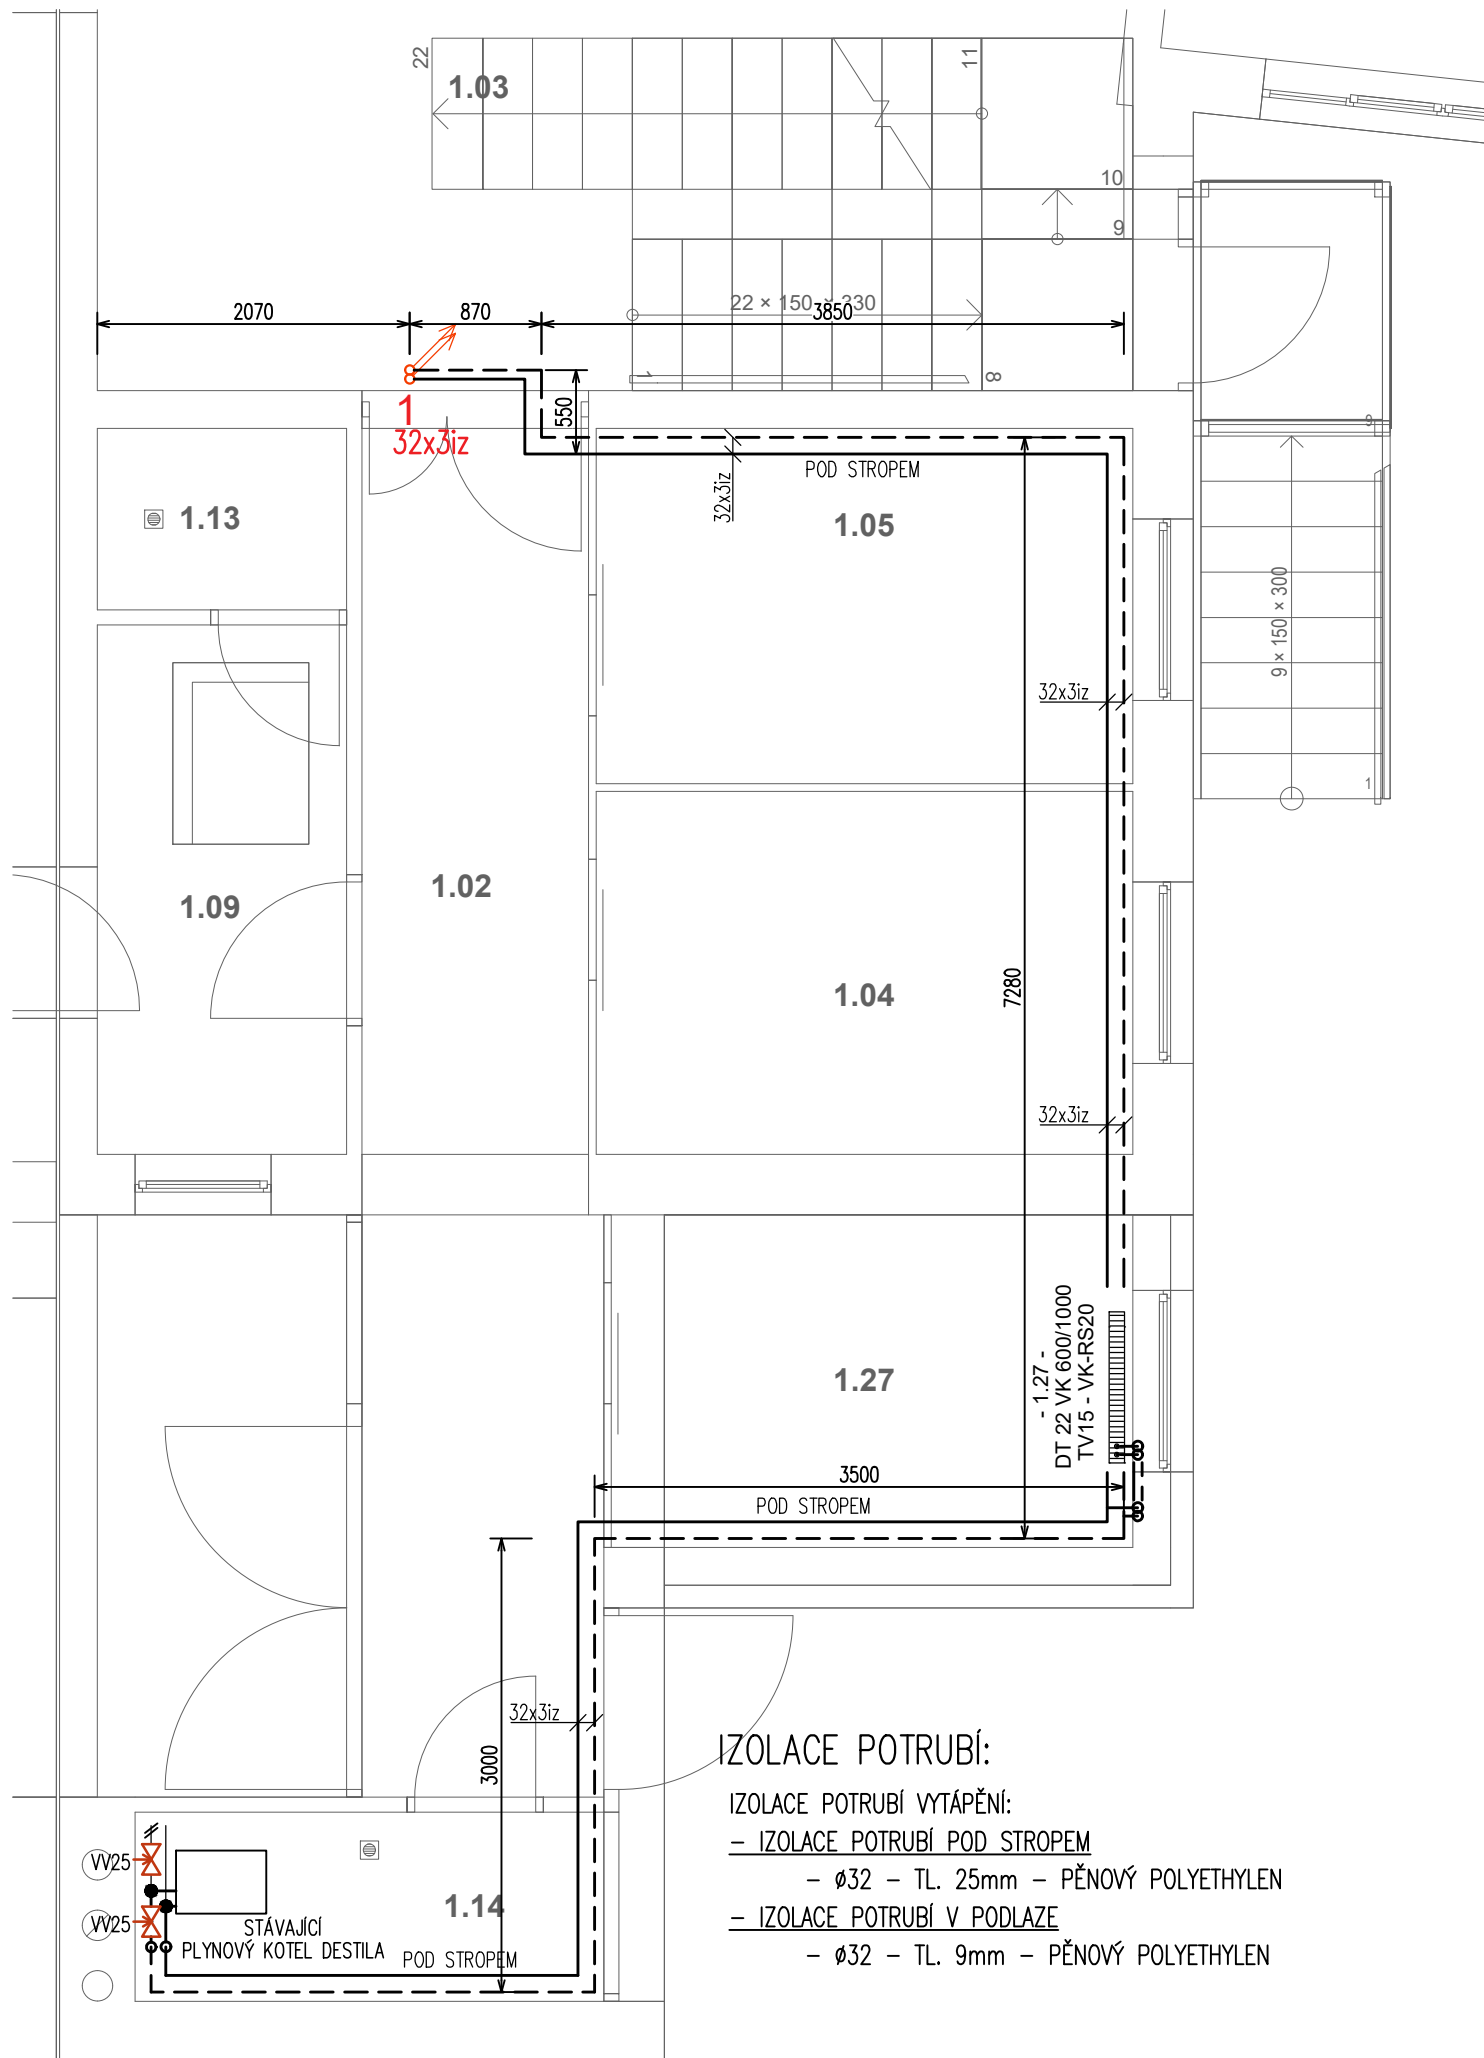 22
1.03
11
10
9
2070
870
22 × 150 × 330
3850
1
8
550
1
32x3iz
9
POD STROPEM
32x3iz
1.13
1.05
9 × 150 × 300
32x3iz
1
1.02
1.09
1.04
7280
32x3iz
- 1.27 -
DT 22 VK 600/1000
TV15 - VK-RS20
1.27
3500
POD STROPEM
32x3iz
3000
IZOLACE POTRUBÍ:
IZOLACE POTRUBÍ VYTÁPĚNÍ:
– IZOLACE POTRUBÍ POD STROPEM
– ø32 – TL. 25mm – PĚNOVÝ POLYETHYLEN
– IZOLACE POTRUBÍ V PODLAZE
– ø32 – TL. 9mm – PĚNOVÝ POLYETHYLEN
VV25
1.14
VV25
STÁVAJÍCÍ
PLYNOVÝ KOTEL DESTILA
POD STROPEM